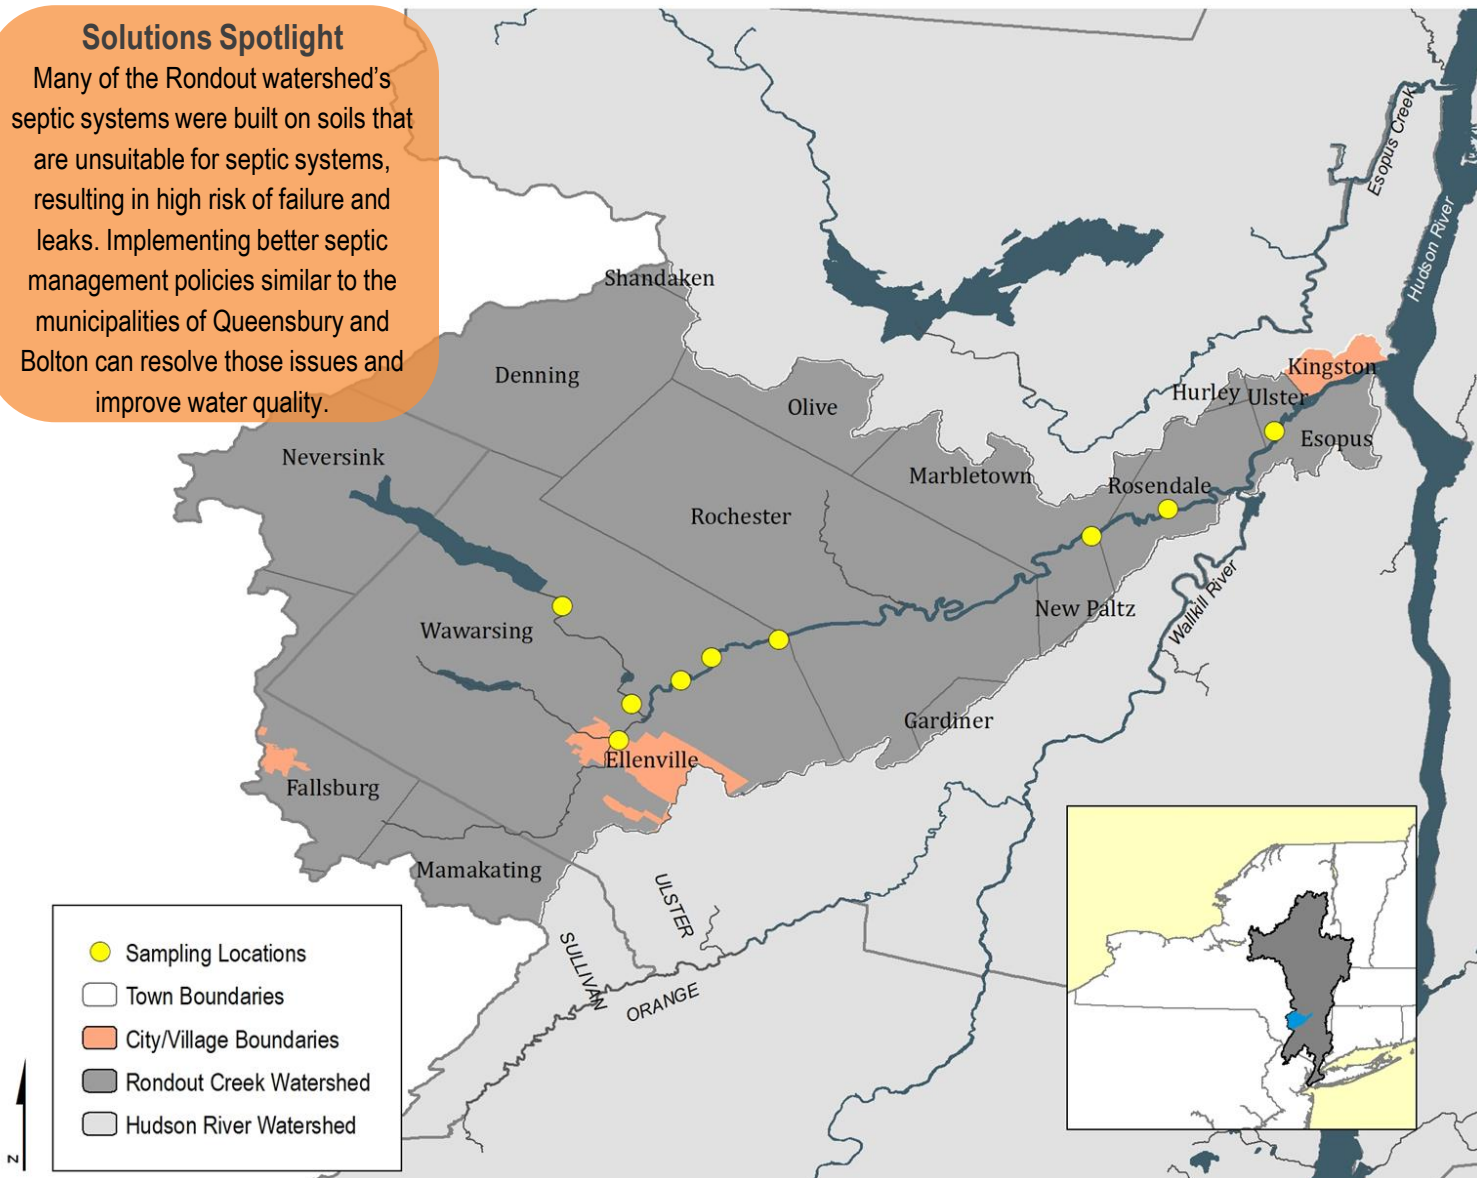 Solutions Spotlight
Many of the Rondout watershed's
septic systems were built on soils that
are unsuitable for septic systems,
resulting in high risk of failure and
leaks. Implementing better septic
management policies similar to the
municipalities of Queensbury and
Bolton can resolve those issues and
improve water quality.
Esopus Creek
Hudson River
Shandaken
Denning
Olive
Kingston
Hurley
Ulster
Esopus
Neversink
Marbletown
Rosendale
Rochester
New Paltz
Wallkill River
Wawarsing
Gardiner
Ellenville
Fallsburg
Mamakating
ULSTER
SULLIVAN
ORANGE
Sampling Locations
Town Boundaries
City/Village Boundaries
Rondout Creek Watershed
Hudson River Watershed
N